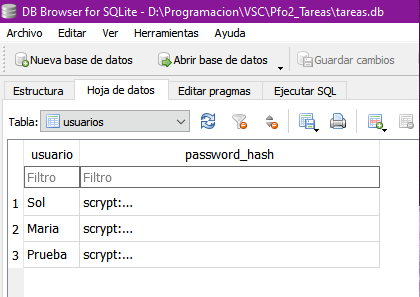 DB Browser for SQLite - D:\Programacion\VSC\Pfo2_Tareas\tareas.db
Archivo Editar Ver Herramientas Ayuda
Nueva base de datos Abrir base de datos Guardar cambios
Estructura Hoja de datos Editar pragmas Ejecutar SQL
Tabla: usuarios
usuario password_hash
Filtro Filtro
1 Sol scrypt:...
2 Maria scrypt:...
3 Prueba scrypt:...